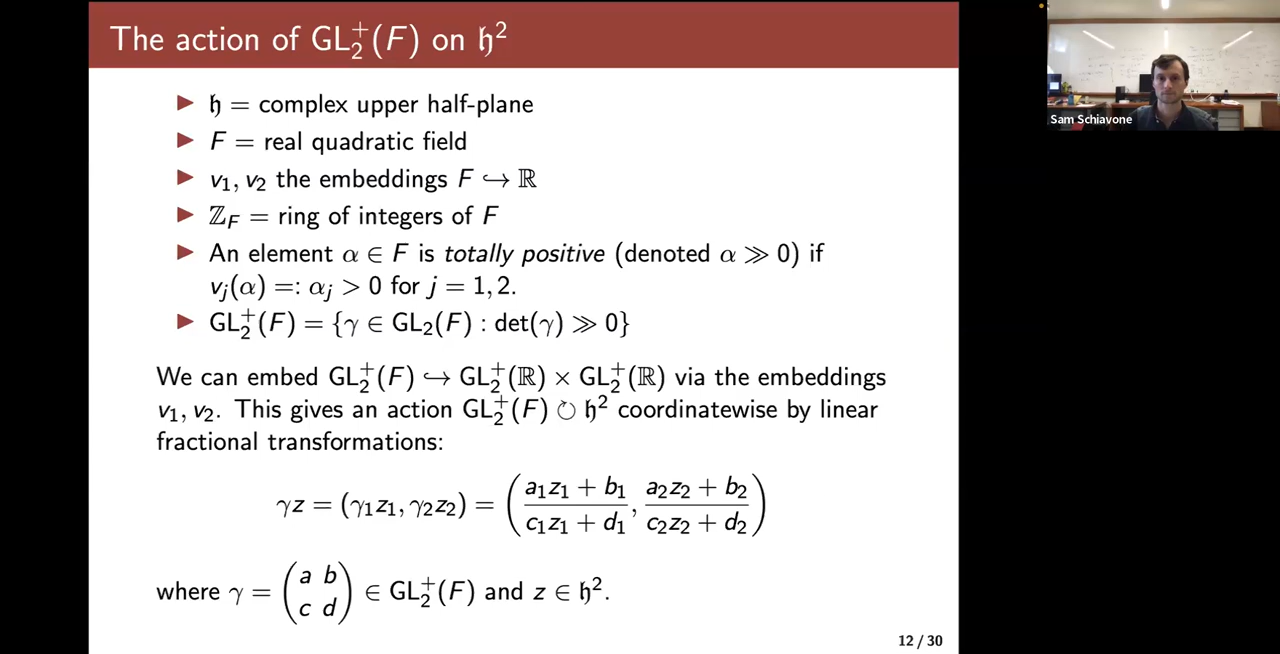 The action of GL₂⁺(F) on 𝔥²
▶ 𝔥 = complex upper half-plane
▶ F = real quadratic field
▶ v₁, v₂ the embeddings F ↪ ℝ
▶ ℤ_F = ring of integers of F
▶ An element α ∈ F is totally positive (denoted α ≫ 0) if
v_j(α) =: α_j > 0 for j = 1, 2.
▶ GL₂⁺(F) = {γ ∈ GL₂(F) : det(γ) ≫ 0}
We can embed GL₂⁺(F) ↪ GL₂⁺(ℝ) × GL₂⁺(ℝ) via the embeddings
v₁, v₂. This gives an action GL₂⁺(F) ↻ 𝔥² coordinatewise by linear
fractional transformations:
γz = (γ₁z₁, γ₂z₂) = ( (a₁z₁ + b₁)/(c₁z₁ + d₁), (a₂z₂ + b₂)/(c₂z₂ + d₂) )
where γ = (a b; c d) ∈ GL₂⁺(F) and z ∈ 𝔥².
12 / 30
Sam Schiavone